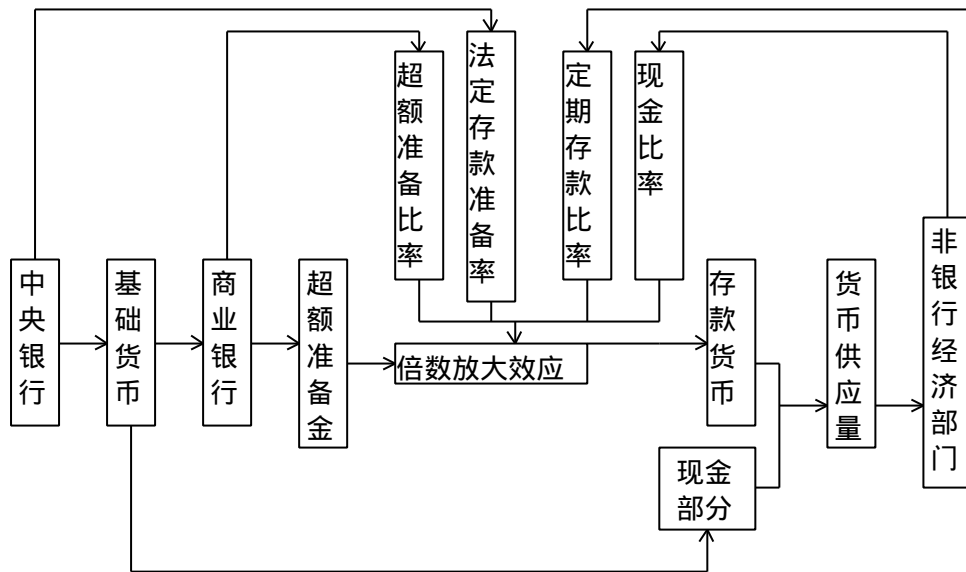 超额准备比率
法定存款准备率
定期存款比率
现金比率
中央银行
基础货币
商业银行
超额准备金
倍数放大效应
存款货币
现金
部分
货币供应量
非银行经济部门